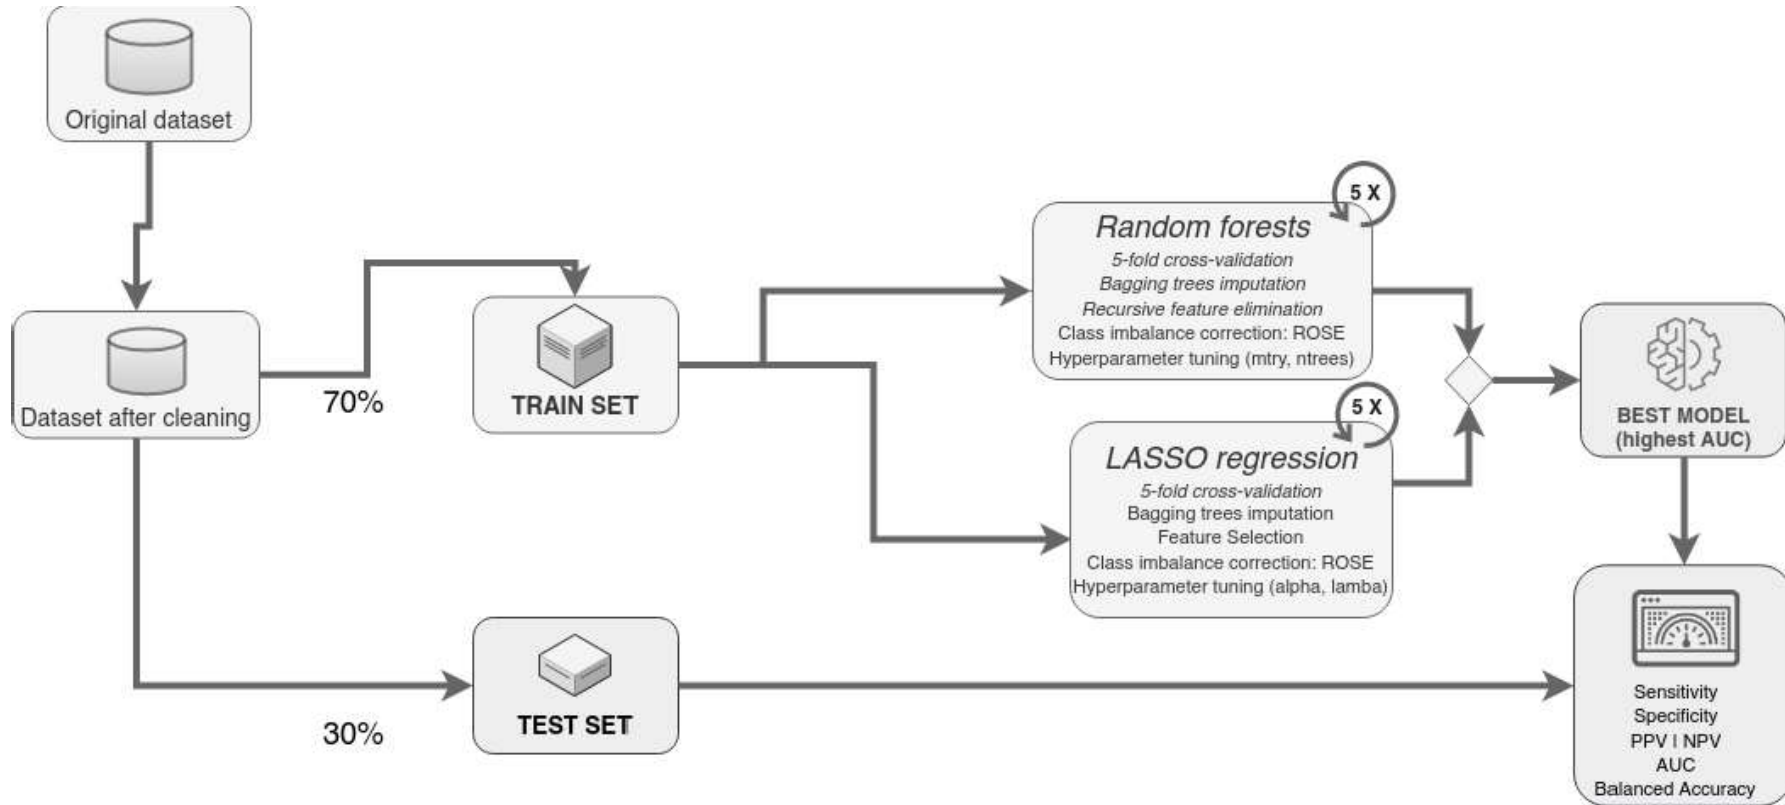 Original dataset
Dataset after cleaning
70%
30%
TRAIN SET
TEST SET
5 X
Random forests
5-fold cross-validation
Bagging trees imputation
Recursive feature elimination
Class imbalance correction: ROSE
Hyperparameter tuning (mtry, ntrees)
5 X
LASSO regression
5-fold cross-validation
Bagging trees imputation
Feature Selection
Class imbalance correction: ROSE
Hyperparameter tuning (alpha, lamba)
BEST MODEL
(highest AUC)
Sensitivity
Specificity
PPV | NPV
AUC
Balanced Accuracy